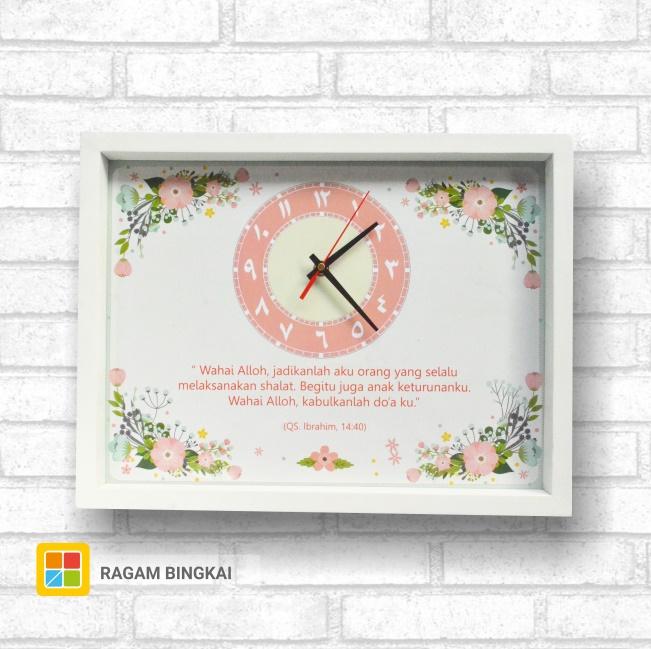 ١٢
١
٢
٣
٤
٥
٦
٧
٨
٩
١٠
١١
" Wahai Alloh, jadikanlah aku orang yang selalu
melaksanakan shalat. Begitu juga anak keturunanku.
Wahai Alloh, kabulkanlah do'a ku."
(QS. Ibrahim, 14:40)
RAGAM BINGKAI